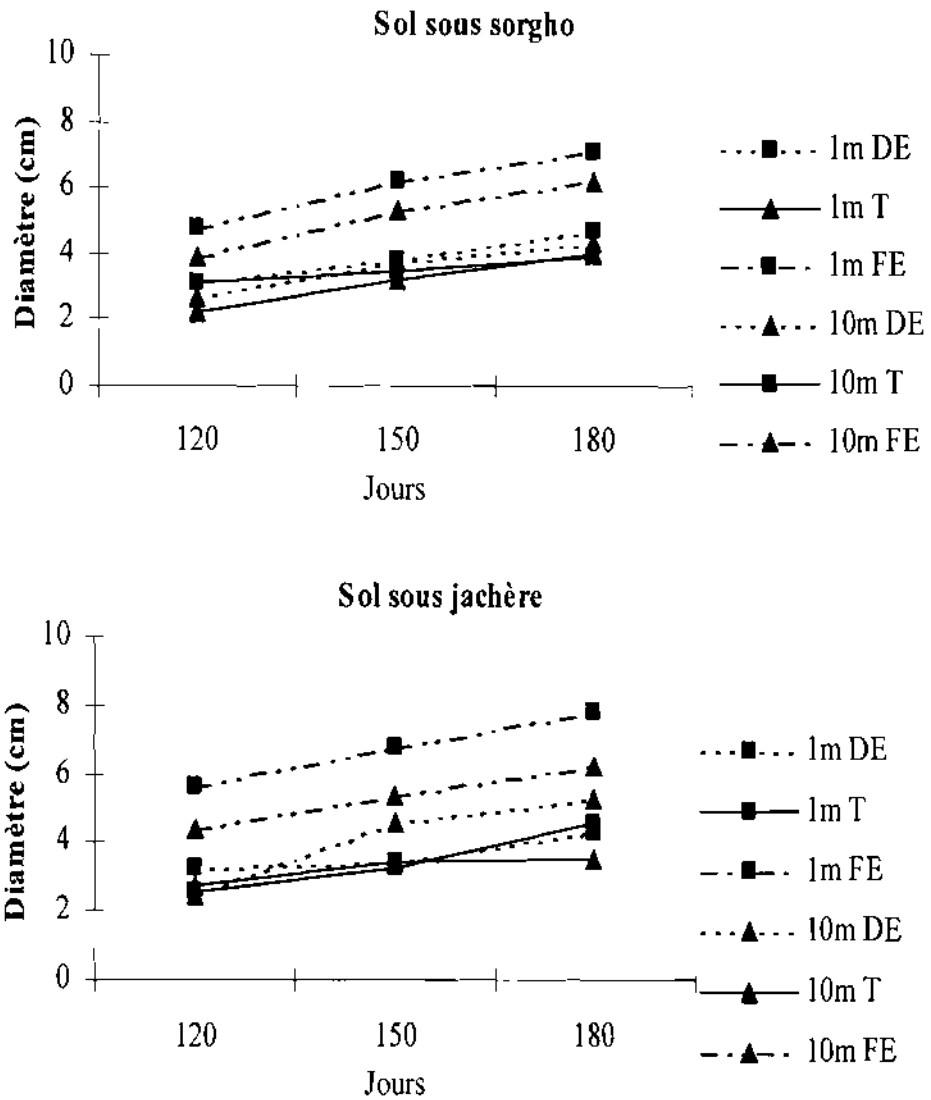 Sol sous sorgho
10
8
6
4
2
0
Diamètre (cm)
120 150 180
Jours
1m DE
1m T
1m FE
10m DE
10m T
10m FE
Sol sous jachère
10
8
6
4
2
0
Diamètre (cm)
120 150 180
Jours
1m DE
1m T
1m FE
10m DE
10m T
10m FE